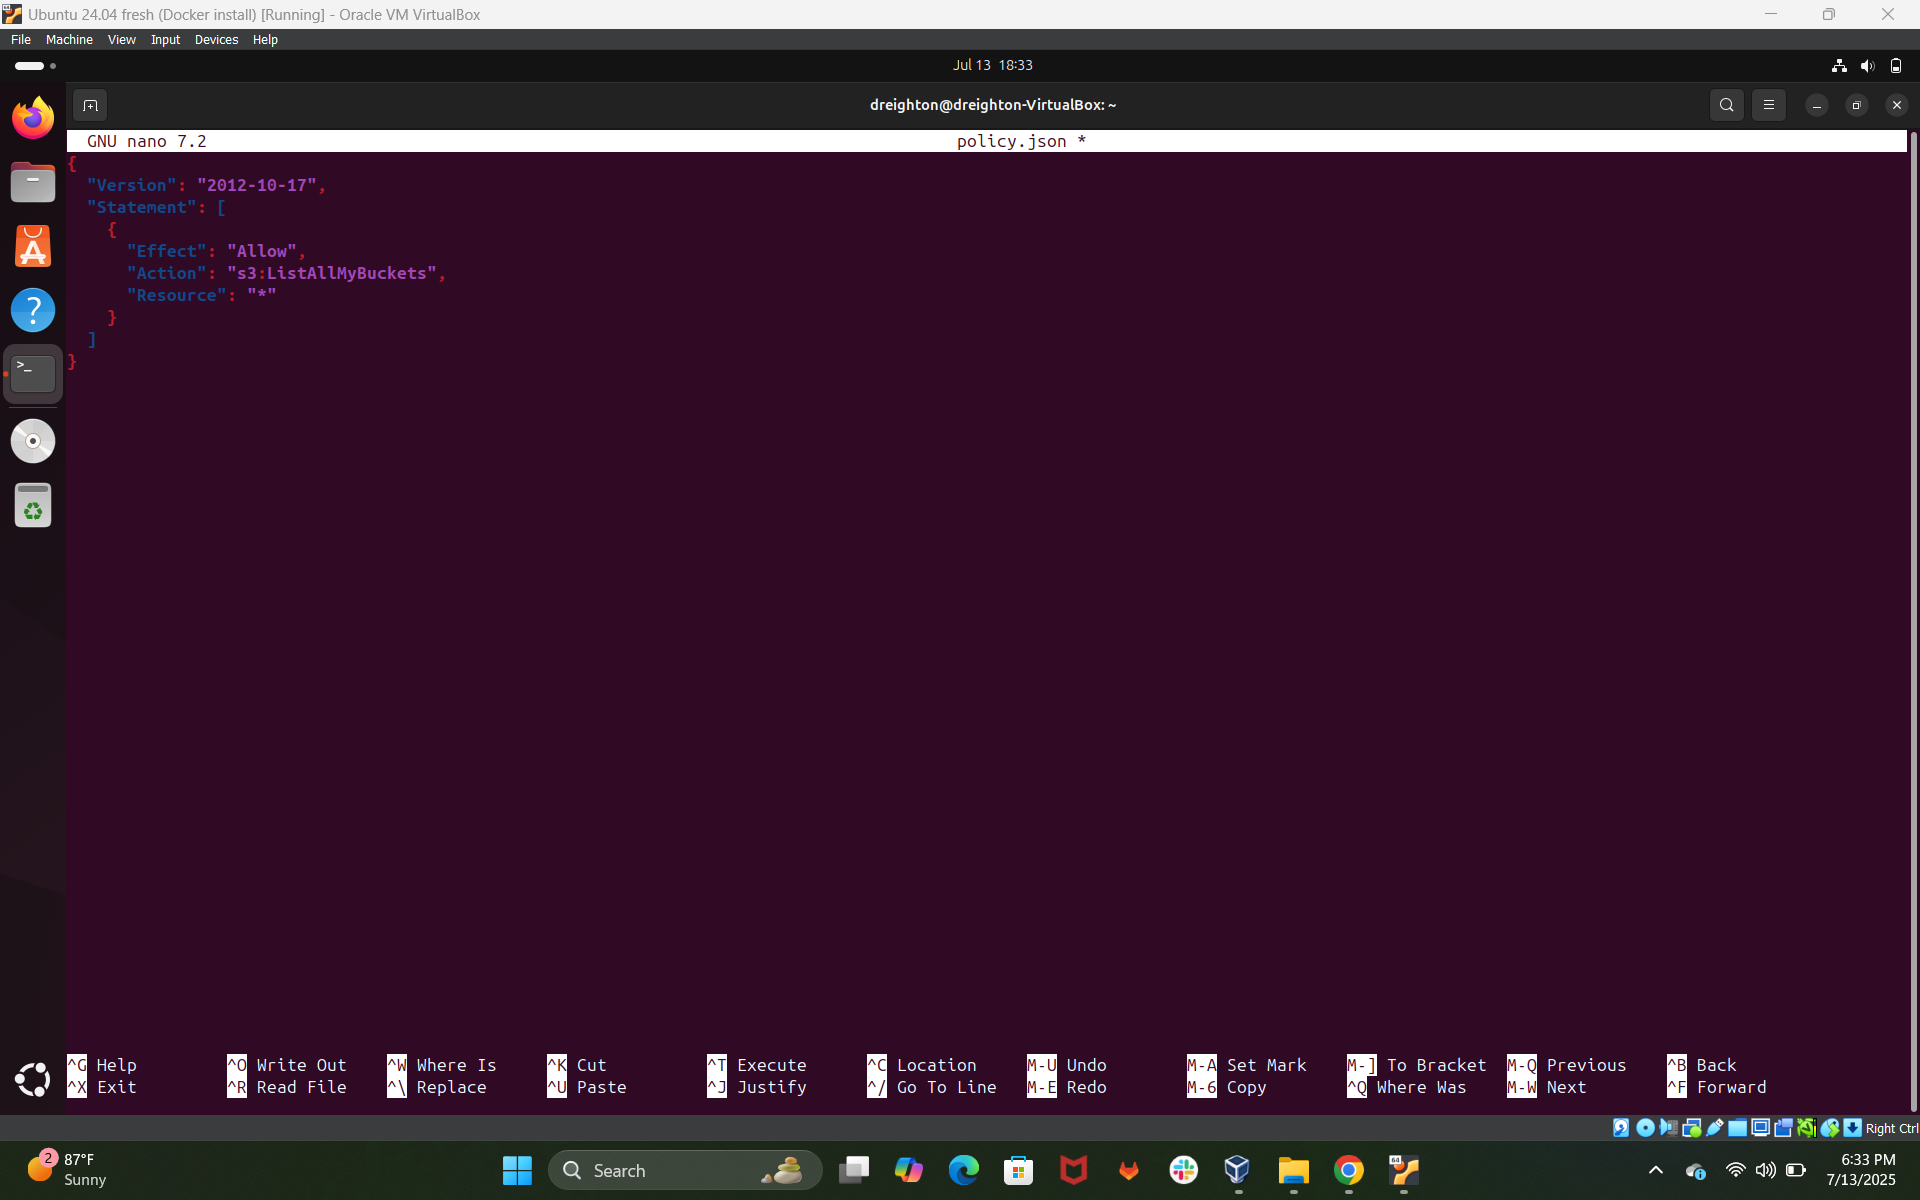 Ubuntu 24.04 fresh (Docker install) [Running] - Oracle VM VirtualBox
File Machine View Input Devices Help
Jul 13 18:33
dreighton@dreighton-VirtualBox: ~
GNU nano 7.2 policy.json *
{
  "Version": "2012-10-17",
  "Statement": [
    {
      "Effect": "Allow",
      "Action": "s3:ListAllMyBuckets",
      "Resource": "*"
    }
  ]
}
^G Help ^O Write Out ^W Where Is ^K Cut ^T Execute ^C Location M-U Undo M-A Set Mark M-] To Bracket M-Q Previous ^B Back
^X Exit ^R Read File ^\ Replace ^U Paste ^J Justify ^/ Go To Line M-E Redo M-6 Copy ^Q Where Was M-W Next ^F Forward
Right Ctrl
2 87°F
Sunny
Search
6:33 PM
7/13/2025